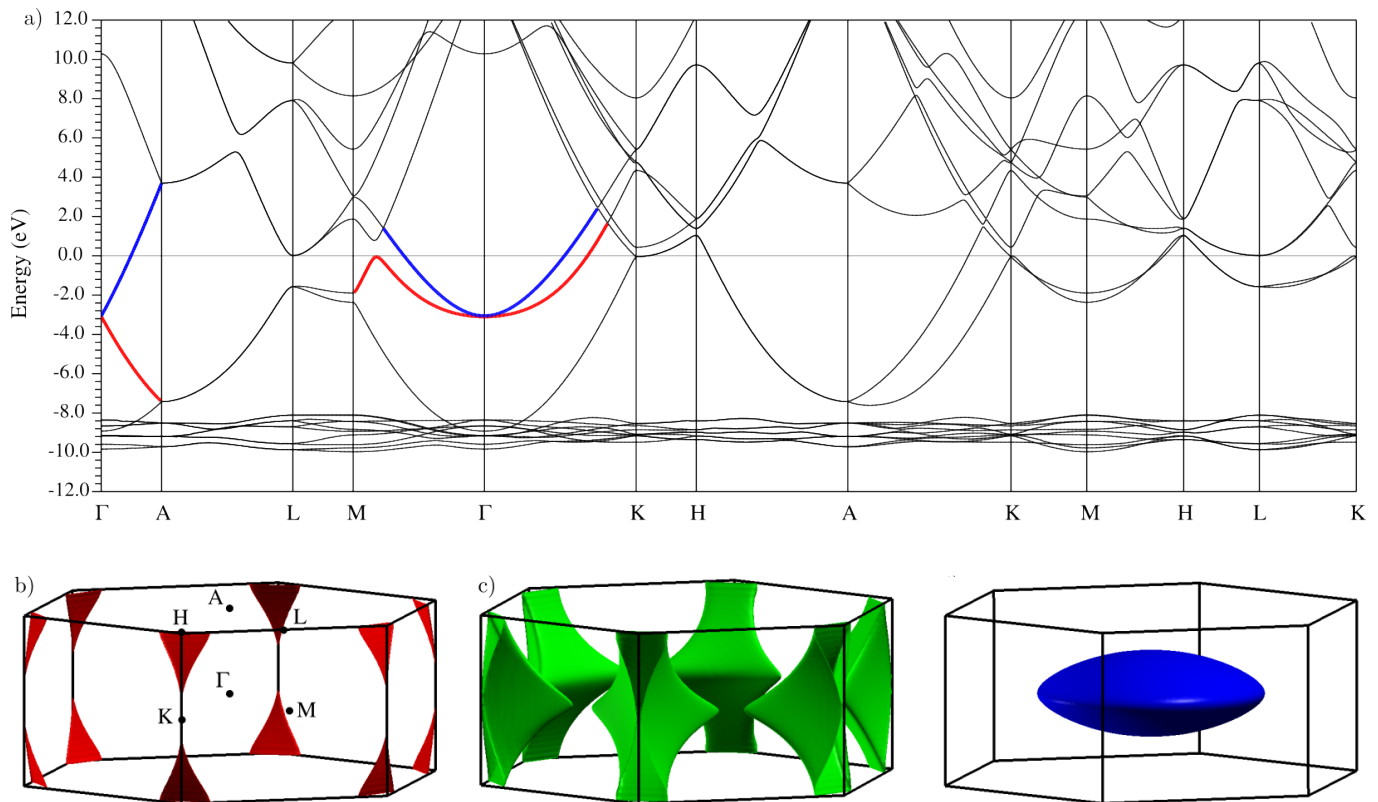 a)
12.0
10.0
8.0
6.0
4.0
2.0
0.0
-2.0
-4.0
-6.0
-8.0
-10.0
-12.0
Energy (eV)
Γ A L M Γ K H A K M H L K
b)
A
H
L
Γ
K
M
c)